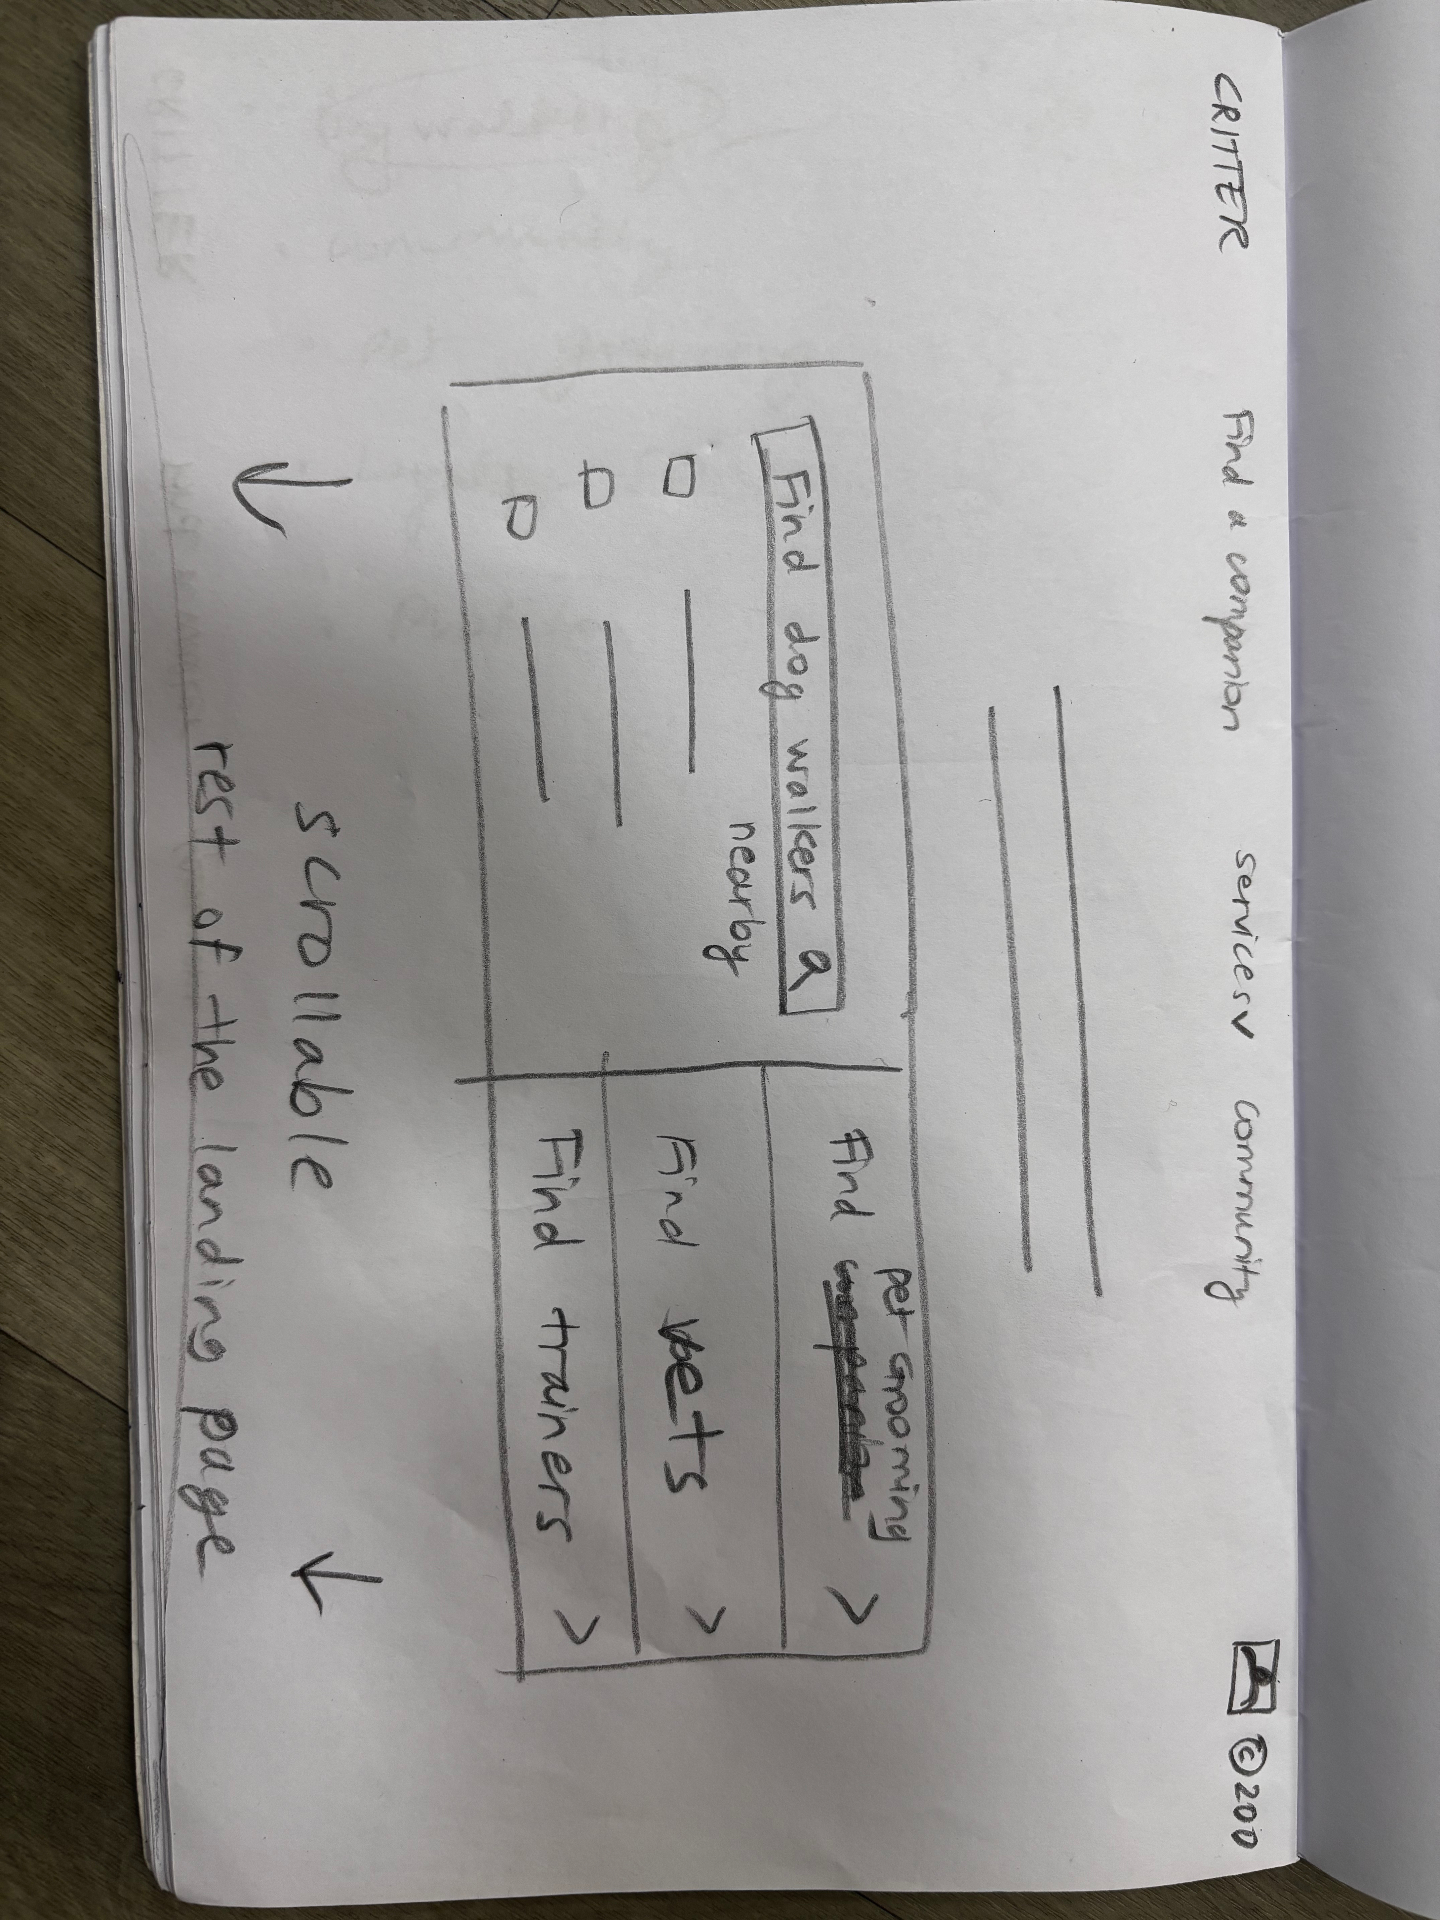 CRITTER Find a companion services v community © 200
Find dog walkers
nearby
Find pet Grooming >
Find vets >
Find trainers >
scrollable
rest of the landing page